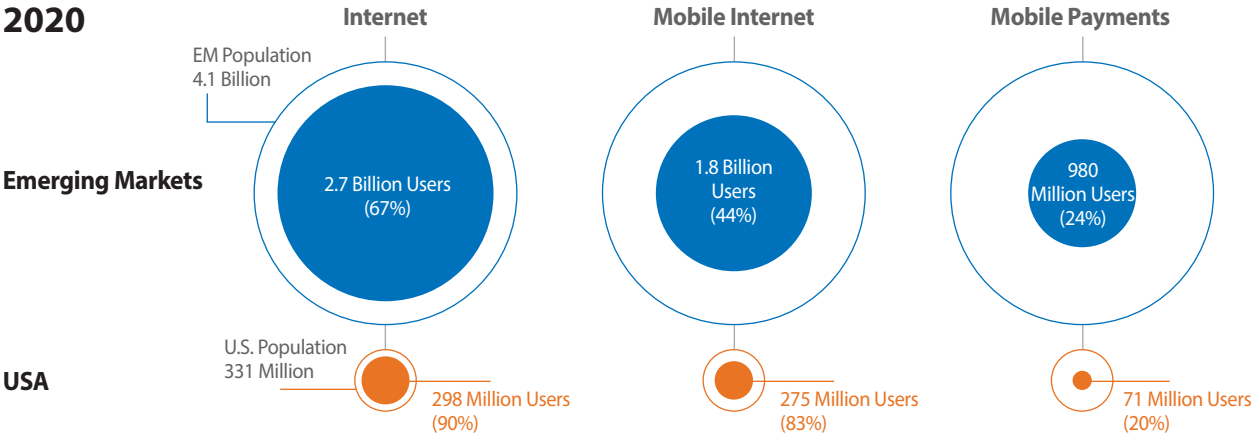 2020
Internet
Mobile Internet
Mobile Payments
EM Population
4.1 Billion
Emerging Markets
2.7 Billion Users
(67%)
1.8 Billion
Users
(44%)
980
Million Users
(24%)
U.S. Population
331 Million
USA
298 Million Users
(90%)
275 Million Users
(83%)
71 Million Users
(20%)